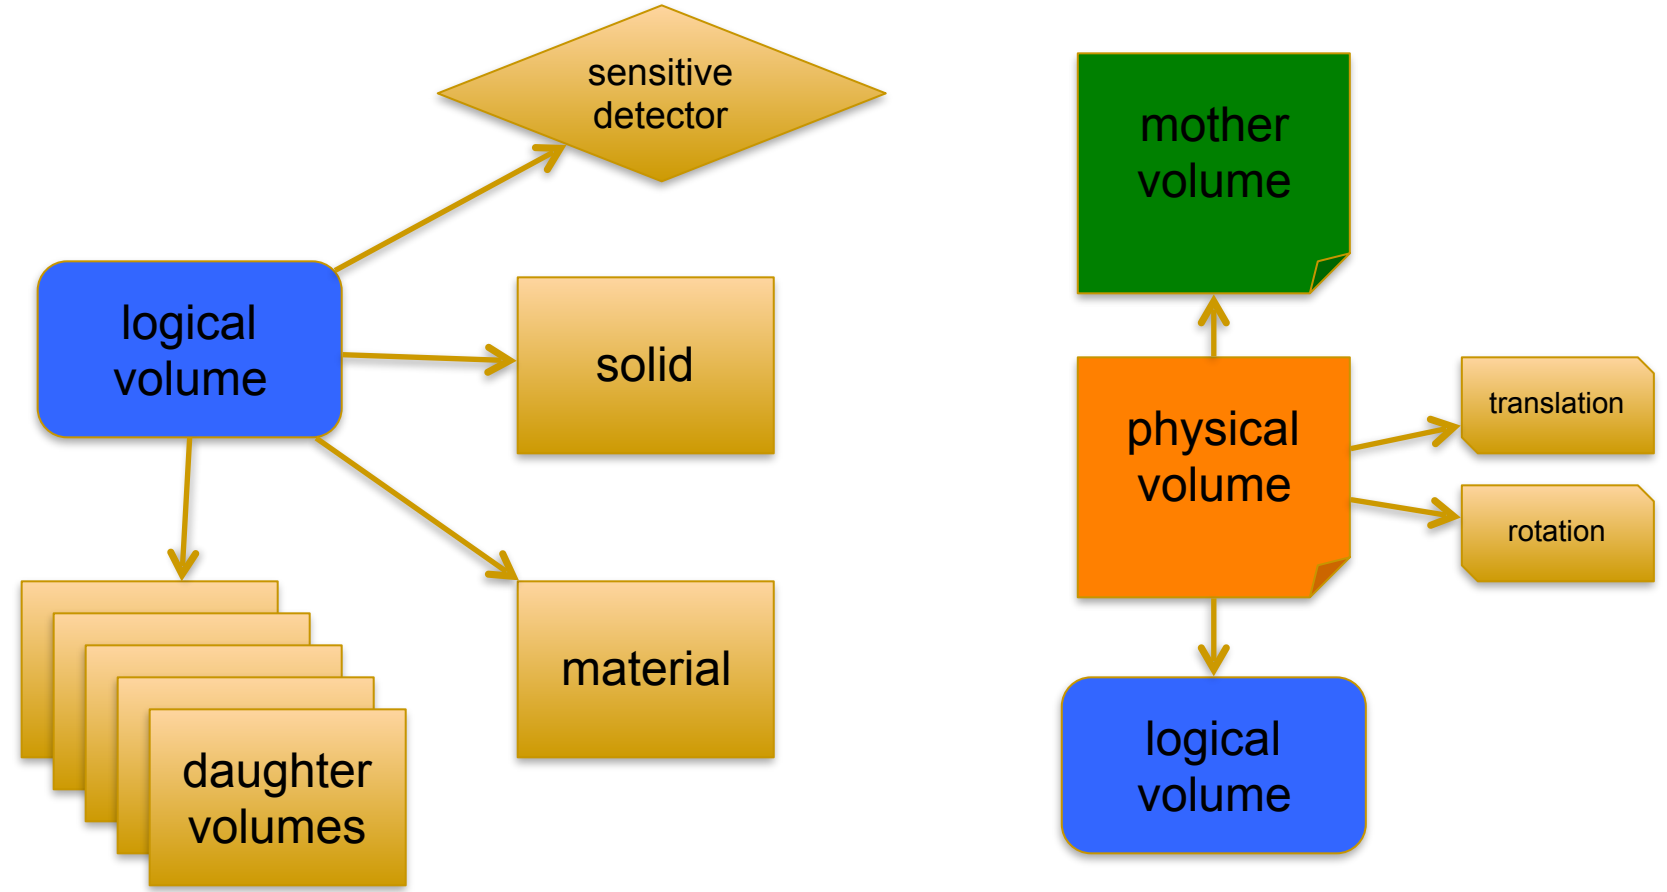 sensitive
detector
logical
volume
solid
material
daughter
volumes
mother
volume
physical
volume
translation
rotation
logical
volume